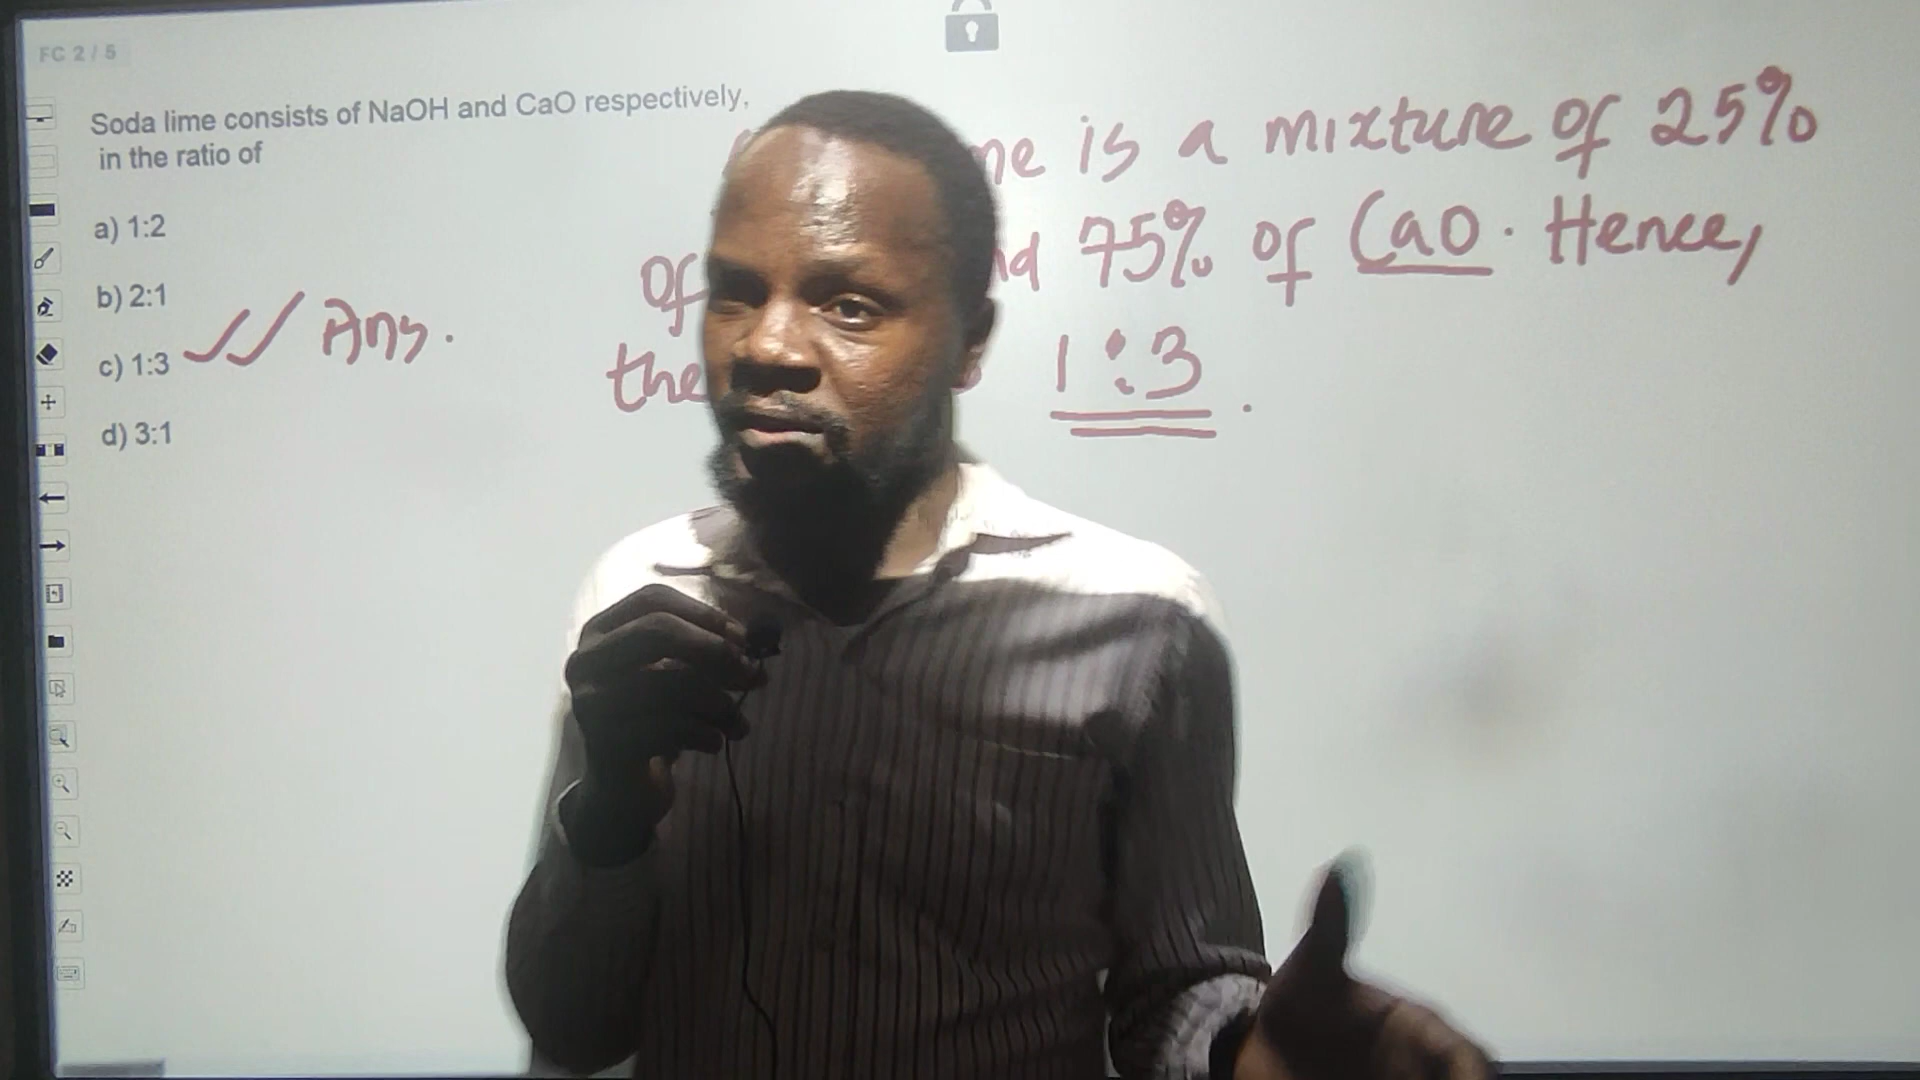 FC 2 / 5
Soda lime consists of NaOH and CaO respectively,
in the ratio of
a) 1:2
b) 2:1
c) 1:3 Ans.
d) 3:1
is a mixture of 25%
of 75% of CaO. Hence,
1:3.